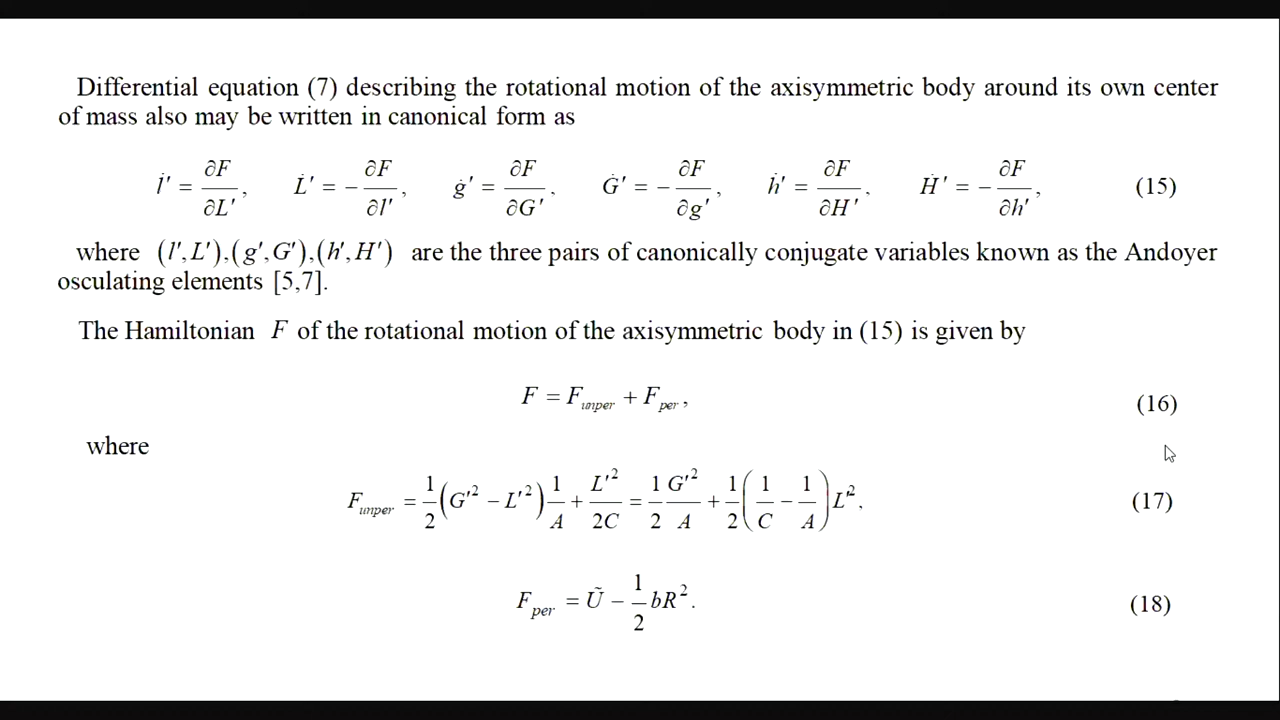 Differential equation (7) describing the rotational motion of the axisymmetric body around its own center
of mass also may be written in canonical form as
l̇′ = ∂F/∂L′, L̇′ = −∂F/∂l′, ġ′ = ∂F/∂G′, Ġ′ = −∂F/∂g′, ḣ′ = ∂F/∂H′, Ḣ′ = −∂F/∂h′, (15)
where (l′,L′),(g′,G′),(h′,H′) are the three pairs of canonically conjugate variables known as the Andoyer
osculating elements [5,7].
The Hamiltonian F of the rotational motion of the axisymmetric body in (15) is given by
F = F_unper + F_per, (16)
where
F_unper = 1/2 (G′² − L′²) 1/A + L′²/2C = 1/2 G′²/A + 1/2 (1/C − 1/A) L′², (17)
F_per = Ũ − 1/2 bR². (18)